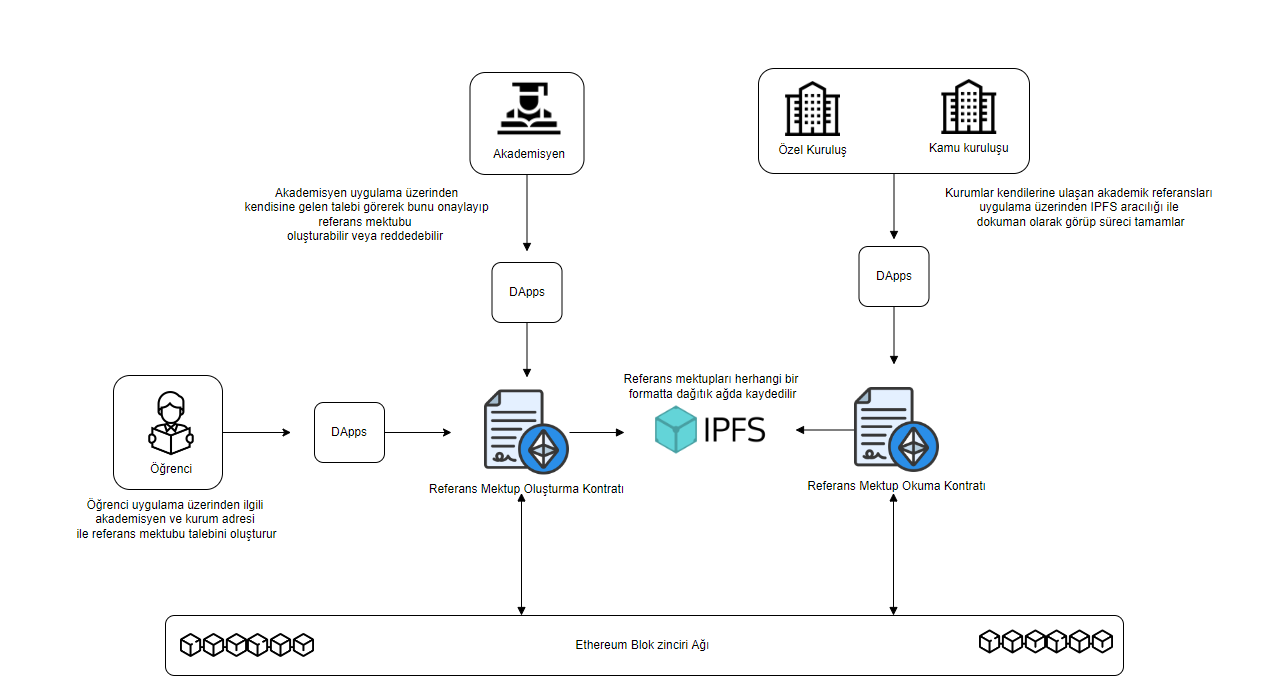 Akademisyen
Özel Kuruluş
Kamu kuruluşu
Akademisyen uygulama üzerinden
kendisine gelen talebi görerek bunu onaylayıp
referans mektubu
oluşturabilir veya reddedebilir
Kurumlar kendilerine ulaşan akademik referansları
uygulama üzerinden IPFS aracılığı ile
dokuman olarak görüp süreci tamamlar
DApps
DApps
Referans mektupları herhangi bir
formatta dağıtık ağda kaydedilir
IPFS
DApps
Öğrenci
Referans Mektup Oluşturma Kontratı
Referans Mektup Okuma Kontratı
Öğrenci uygulama üzerinden ilgili
akademisyen ve kurum adresi
ile referans mektubu talebini oluşturur
Ethereum Blok zinciri Ağı